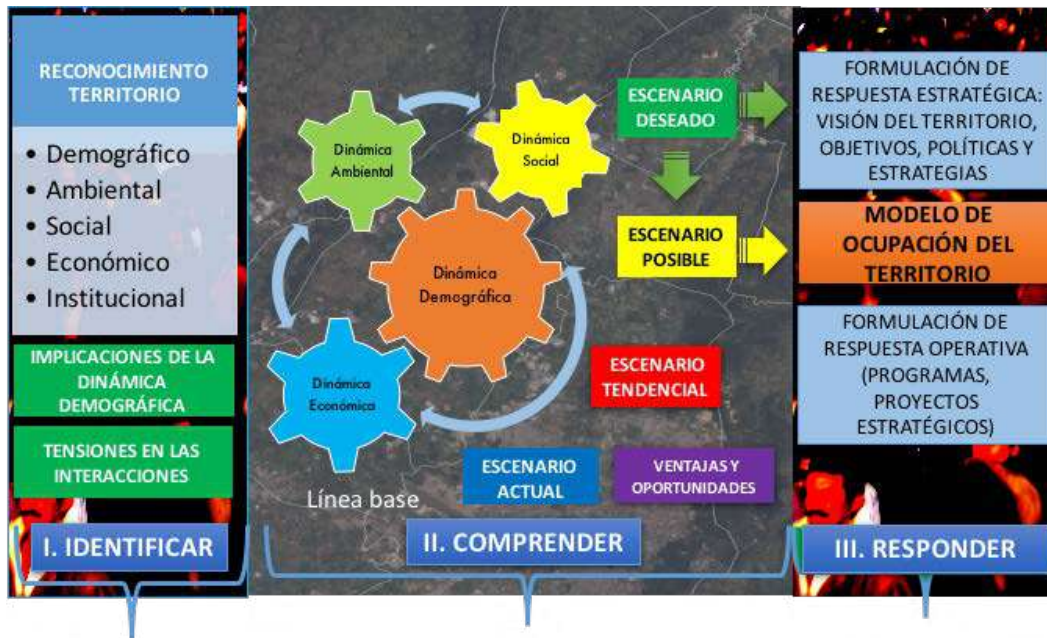 RECONOCIMIENTO
TERRITORIO
• Demográfico
• Ambiental
• Social
• Económico
• Institucional
IMPLICACIONES DE LA
DINÁMICA
DEMOGRÁFICA
TENSIONES EN LAS
INTERACCIONES
I. IDENTIFICAR
Dinámica
Ambiental
Dinámica
Social
Dinámica
Demográfica
Dinámica
Económica
Línea base
ESCENARIO
DESEADO
ESCENARIO
POSIBLE
ESCENARIO
TENDENCIAL
ESCENARIO
ACTUAL
VENTAJAS Y
OPORTUNIDADES
II. COMPRENDER
FORMULACIÓN DE
RESPUESTA ESTRATÉGICA:
VISIÓN DEL TERRITORIO,
OBJETIVOS, POLÍTICAS Y
ESTRATEGIAS
MODELO DE
OCUPACIÓN DEL
TERRITORIO
FORMULACIÓN DE
RESPUESTA OPERATIVA
(PROGRAMAS,
PROYECTOS
ESTRATÉGICOS)
III. RESPONDER